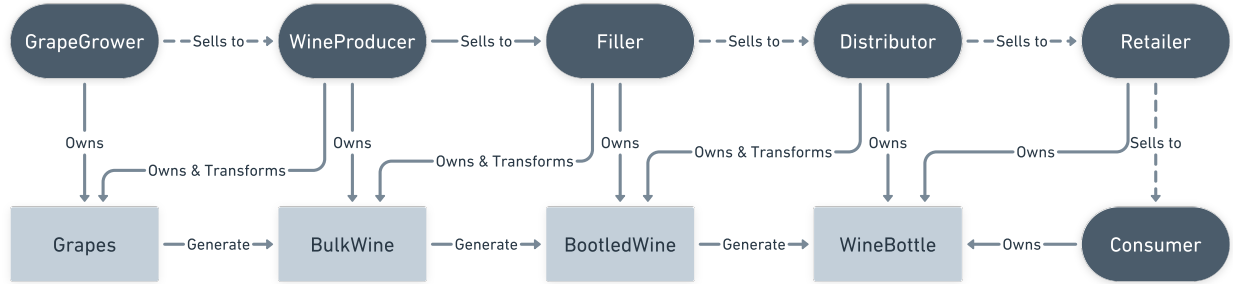 GrapeGrower
Sells to
WineProducer
Sells to
Filler
Sells to
Distributor
Sells to
Retailer
Owns
Owns
Owns
Owns
Sells to
Owns & Transforms
Owns & Transforms
Owns & Transforms
Owns
Grapes
Generate
BulkWine
Generate
BootledWine
Generate
WineBottle
Owns
Consumer